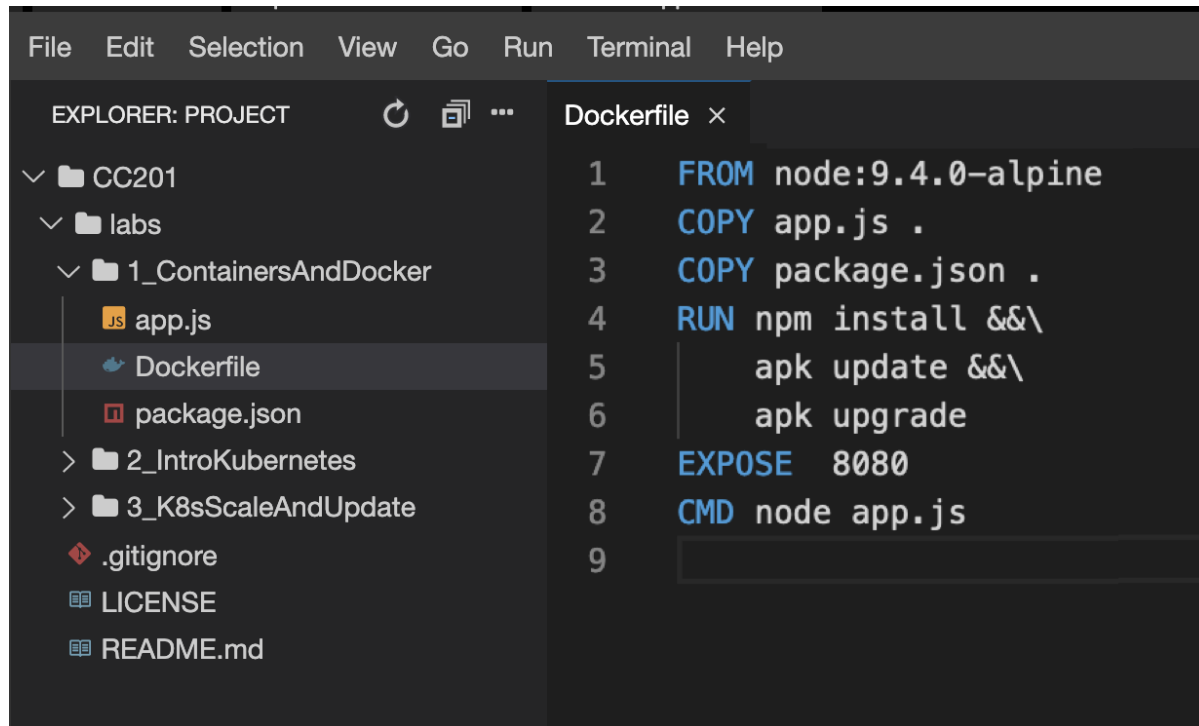 File Edit Selection View Go Run Terminal Help
EXPLORER: PROJECT
CC201
labs
1_ContainersAndDocker
JS app.js
Dockerfile
package.json
2_IntroKubernetes
3_K8sScaleAndUpdate
.gitignore
LICENSE
README.md
Dockerfile ×
1 FROM node:9.4.0-alpine
2 COPY app.js .
3 COPY package.json .
4 RUN npm install &&\
5     apk update &&\
6     apk upgrade
7 EXPOSE  8080
8 CMD node app.js
9